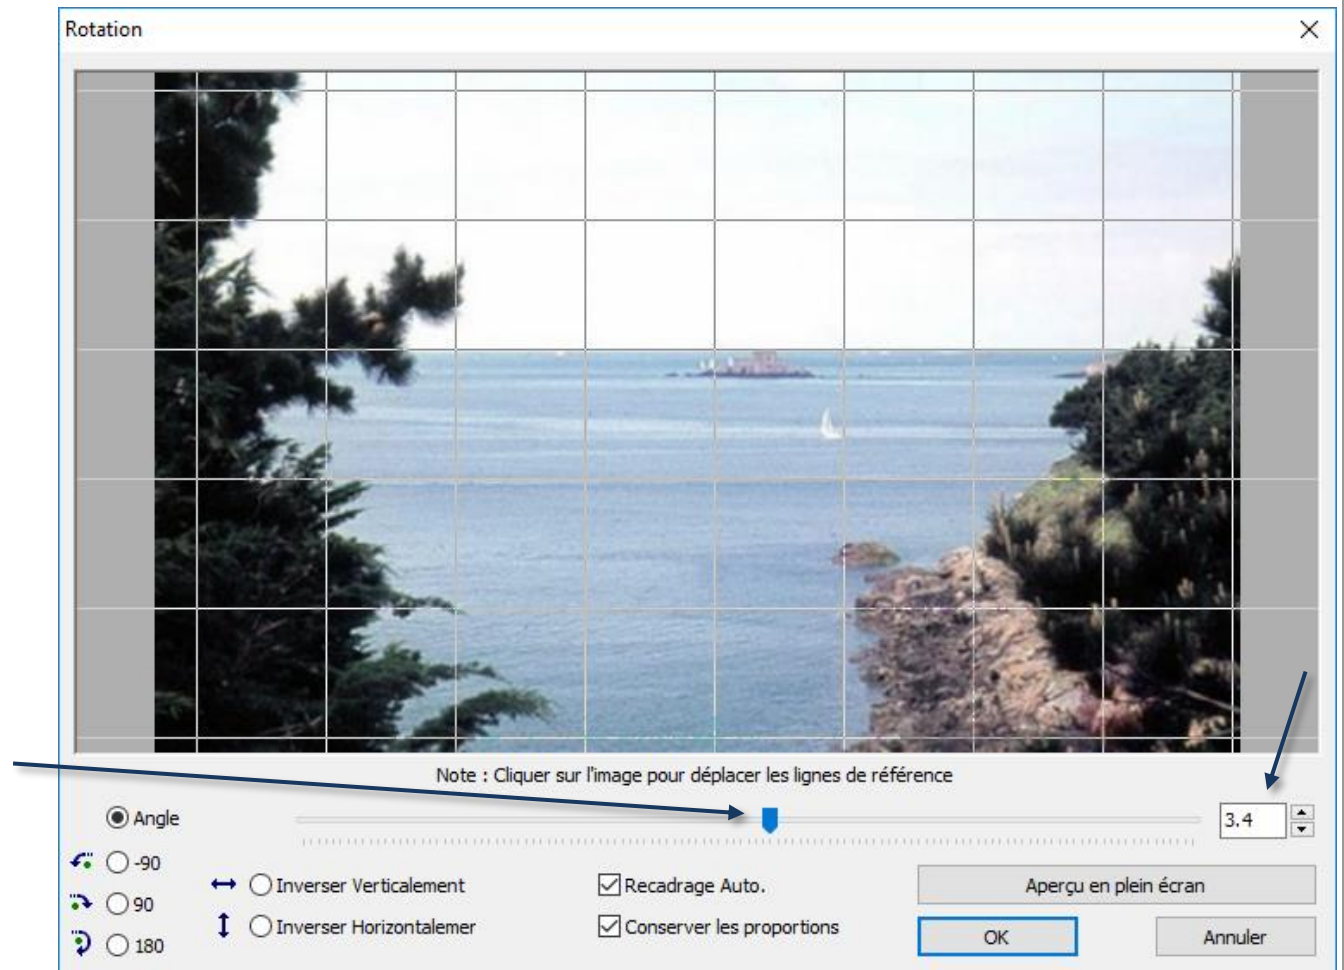 Rotation
Note : Cliquer sur l'image pour déplacer les lignes de référence
Angle
3.4
-90
Inverser Verticalement
Recadrage Auto.
Aperçu en plein écran
90
Inverser Horizontalemer
Conserver les proportions
OK
Annuler
180